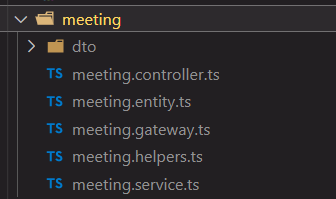 meeting
dto
TS meeting.controller.ts
TS meeting.entity.ts
TS meeting.gateway.ts
TS meeting.helpers.ts
TS meeting.service.ts